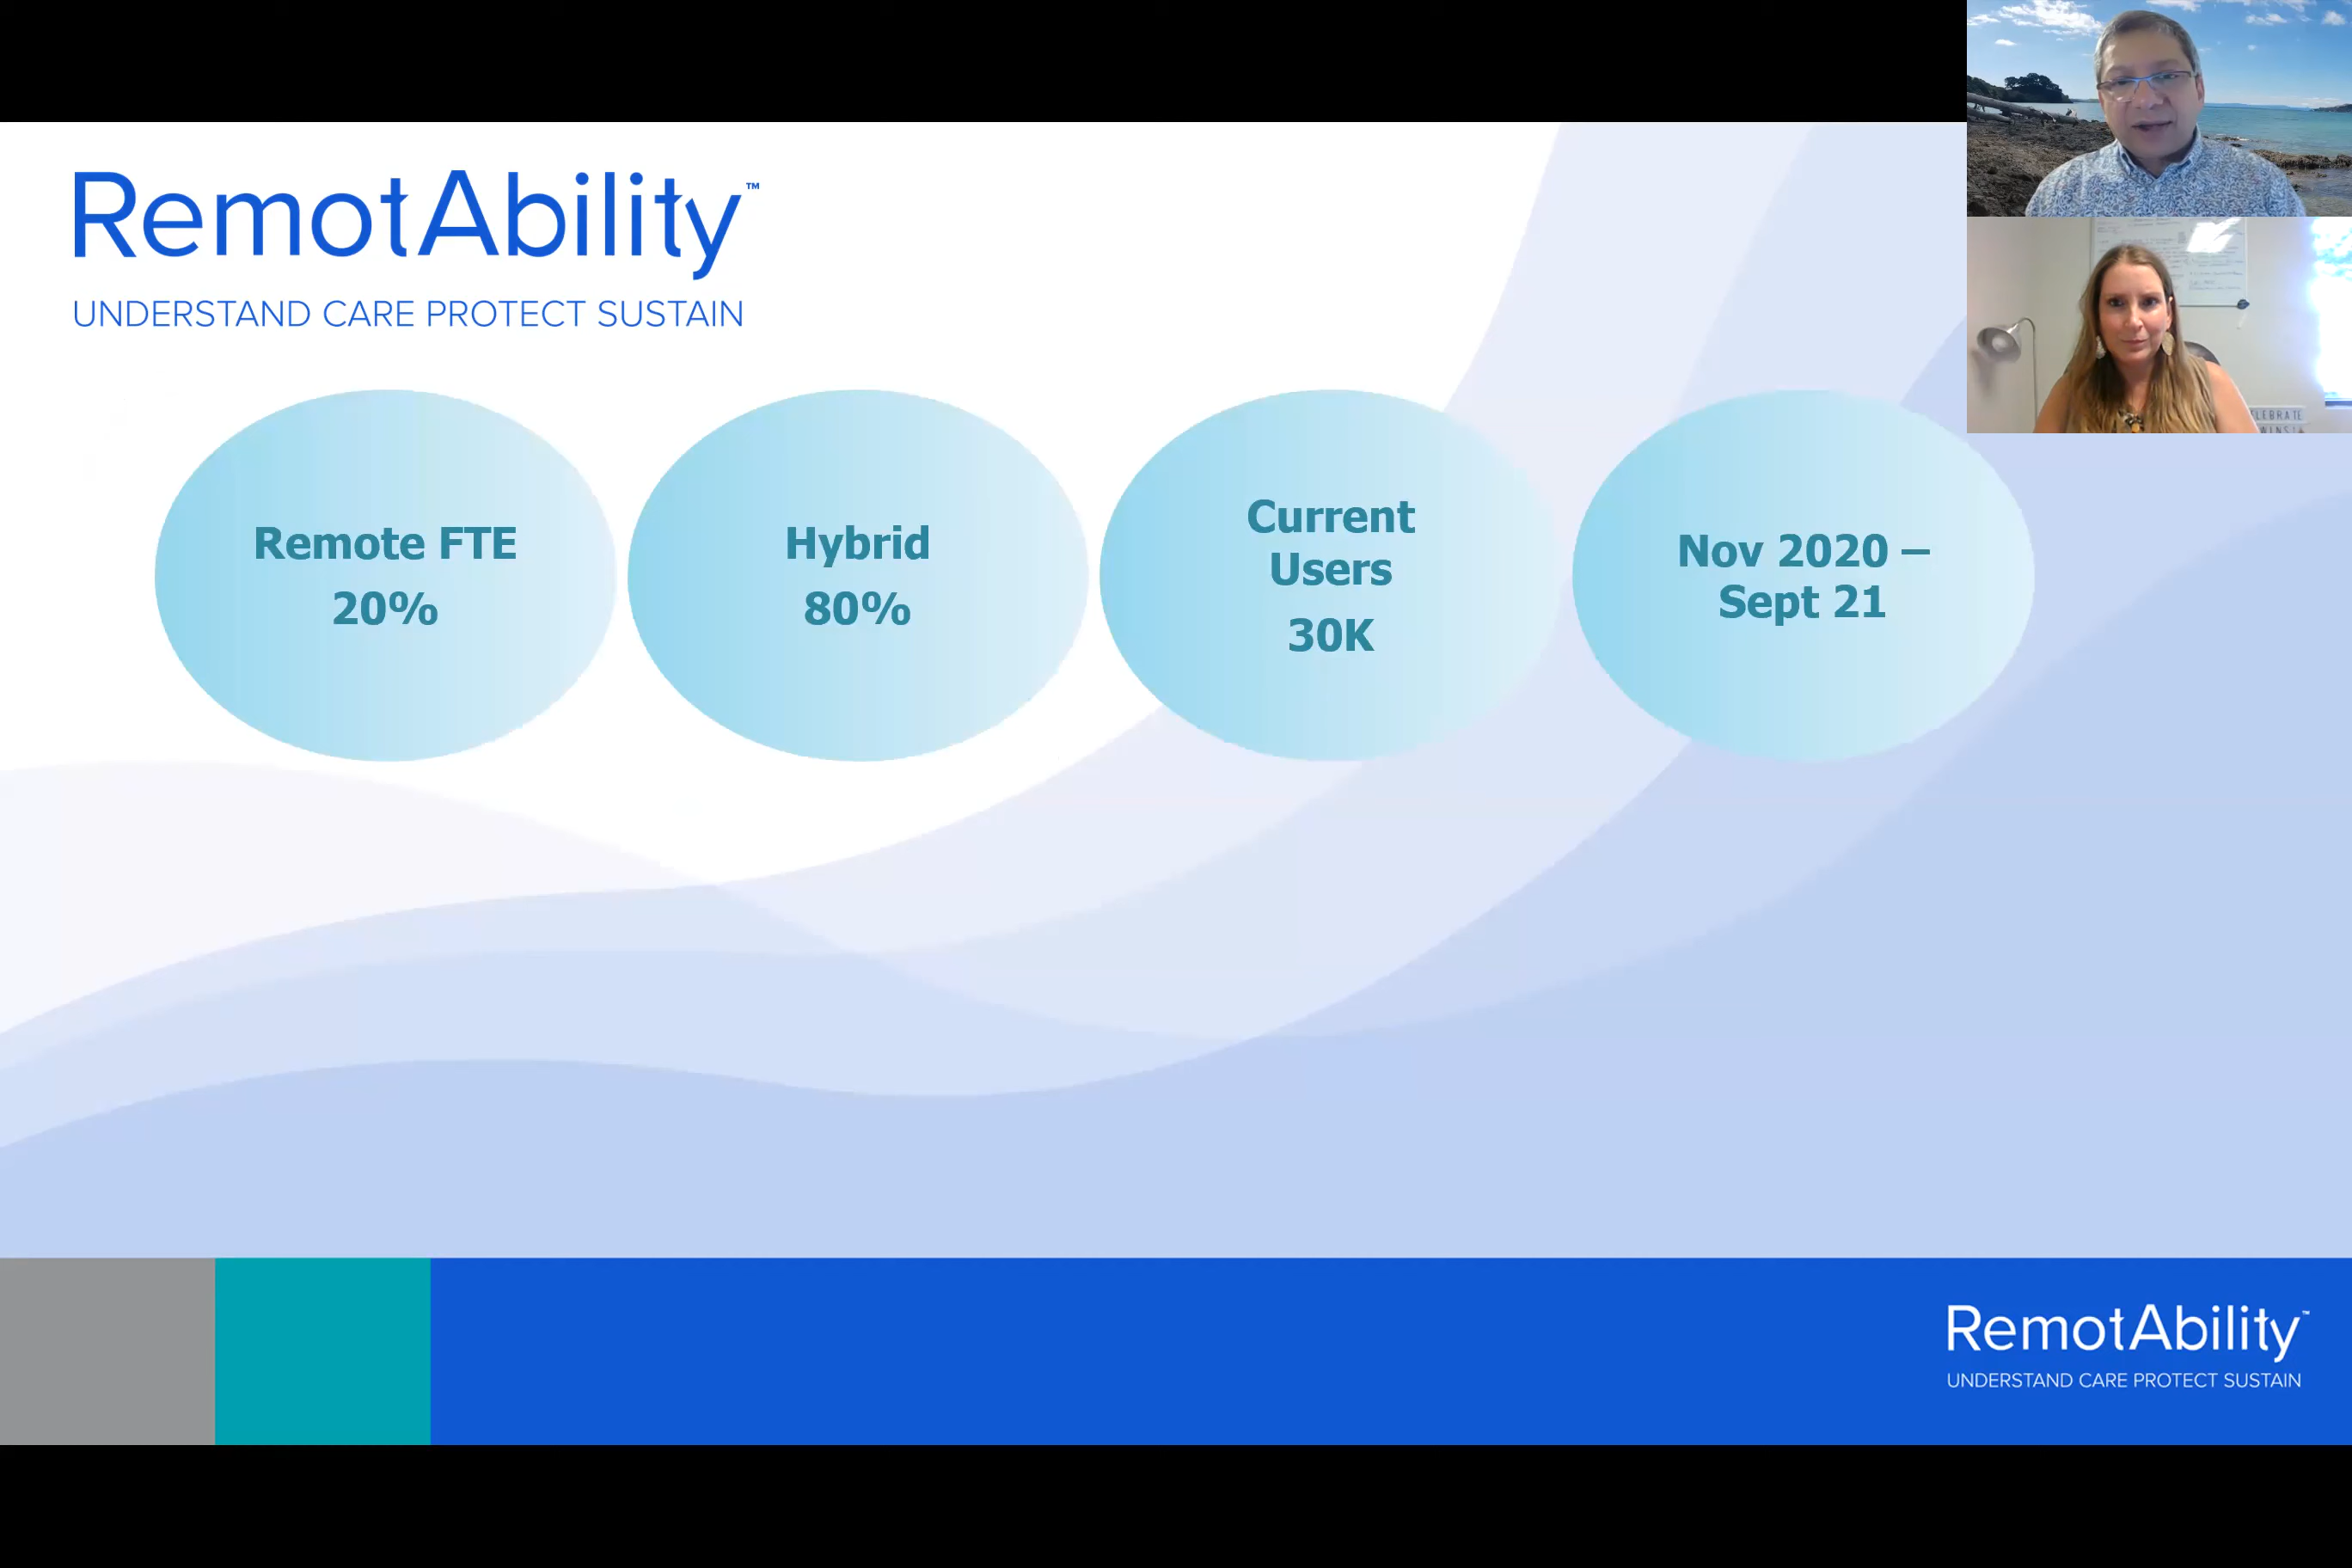 RemotAbility™
UNDERSTAND CARE PROTECT SUSTAIN
Remote FTE
20%
Hybrid
80%
Current
Users
30K
Nov 2020 –
Sept 21
RemotAbility™
UNDERSTAND CARE PROTECT SUSTAIN